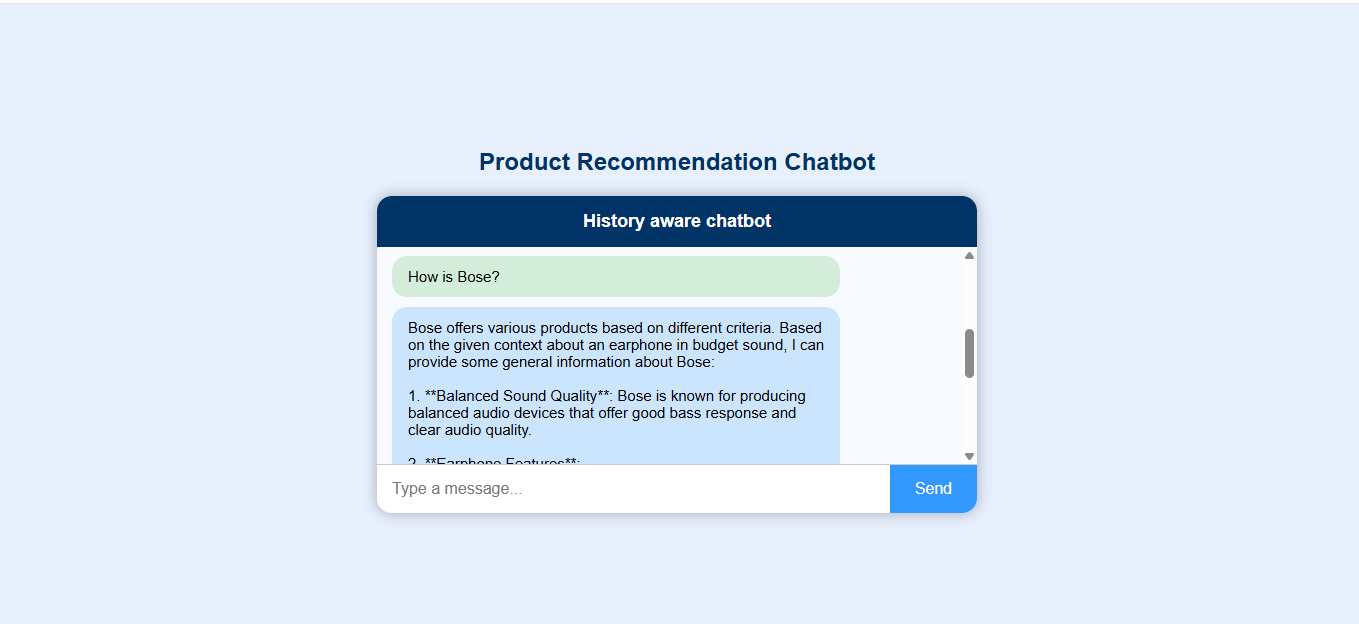 Product Recommendation Chatbot
History aware chatbot
How is Bose?
Bose offers various products based on different criteria. Based
on the given context about an earphone in budget sound, I can
provide some general information about Bose:
1. **Balanced Sound Quality**: Bose is known for producing
balanced audio devices that offer good bass response and
clear audio quality.
2. **Earphone Features**:
Type a message...
Send